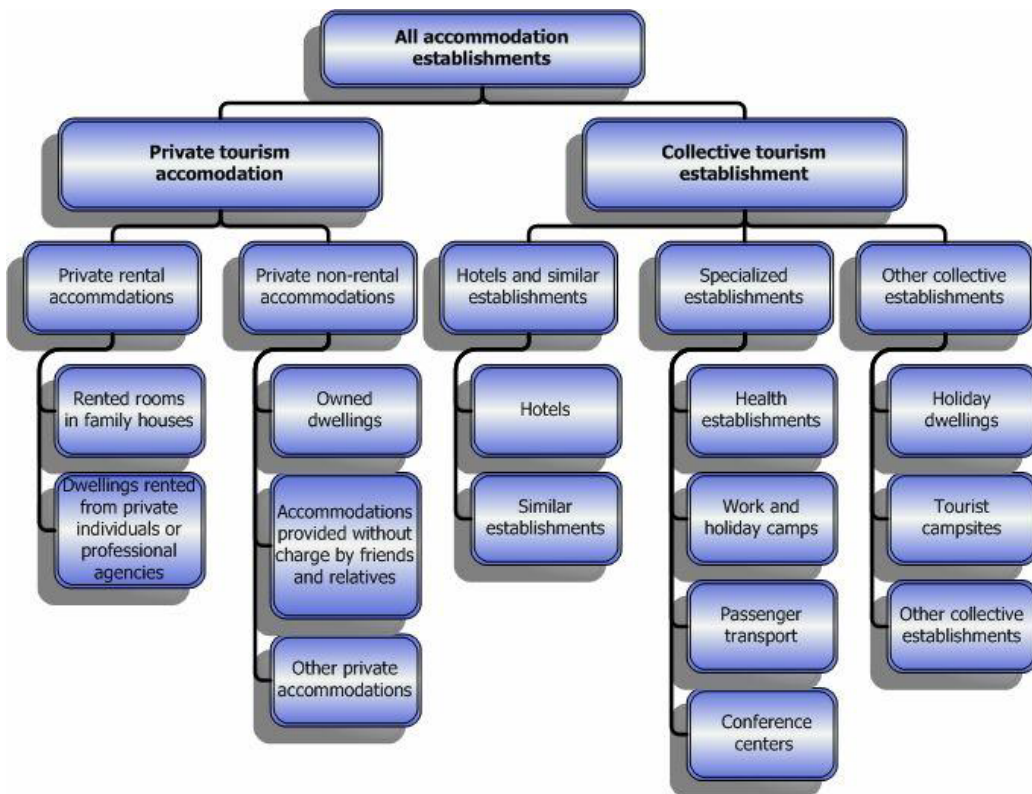 All accommodation
establishments
Private tourism
accomodation
Collective tourism
establishment
Private rental
accommdations
Private non-rental
accommodations
Hotels and similar
establishments
Specialized
establishments
Other collective
establishments
Rented rooms
in family houses
Owned
dwellings
Hotels
Health
establishments
Holiday
dwellings
Dwellings rented
from private
individuals or
professional
agencies
Accommodations
provided without
charge by friends
and relatives
Similar
establishments
Work and
holiday camps
Tourist
campsites
Other private
accommodations
Passenger
transport
Other collective
establishments
Conference
centers